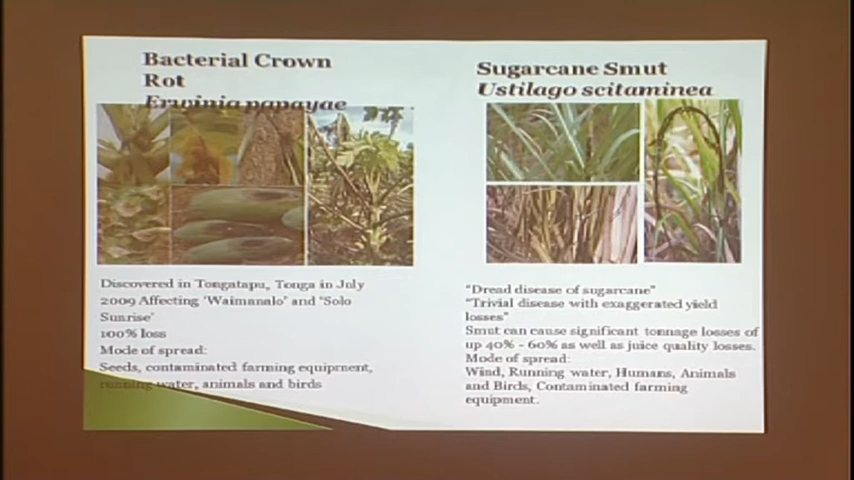 Bacterial Crown
Rot
Erwinia papayae
Discovered in Tongatapu, Tonga in July
2009 Affecting 'Waimanalo' and "Solo
Sunrise'
100% loss
Mode of spread:
Seeds, contaminated farming equipment,
running water, animals and birds
Sugarcane Smut
Ustilago scitaminea
"Dread disease of sugarcane"
"Trivial disease with exaggerated yield
losses"
Smut can cause significant tonnage losses of
up 40% - 60% as well as juice quality losses.
Mode of spread:
Wind, Running water, Humans, Animals
and Birds, Contaminated farming
equipment.